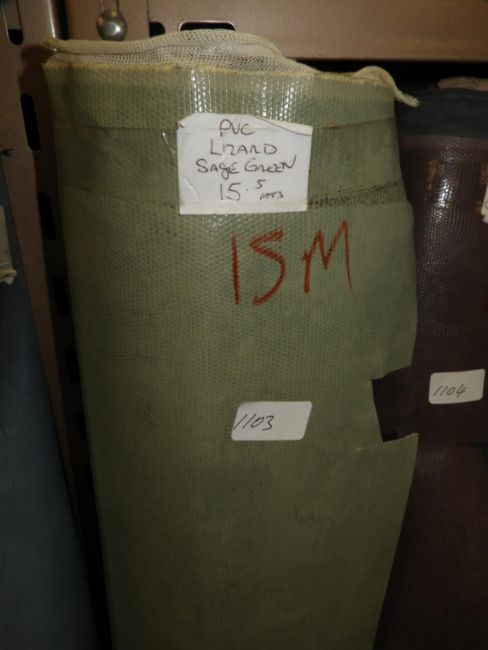 PVC
LIZARD
SAGE GREEN
15.5 MTS
15M
1103
1104